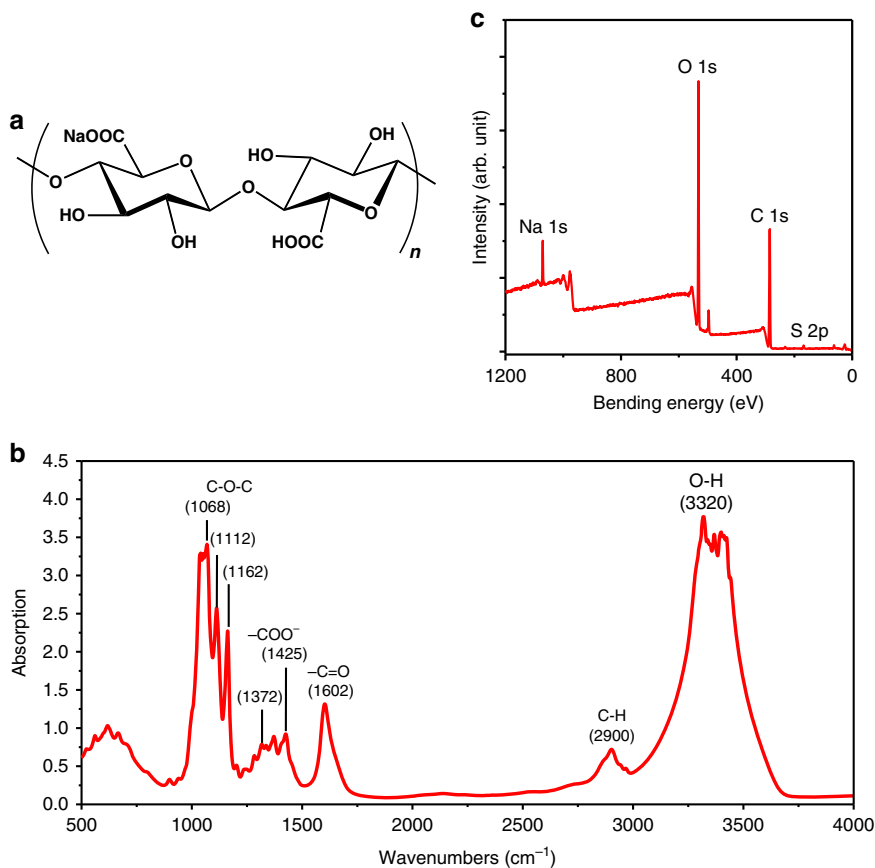 a
NaOOC
O
O
HO
OH
O
HO
OH
O
HOOC
n
c
O 1s
C 1s
Na 1s
S 2p
Intensity (arb. unit)
1200
800
400
0
Bending energy (eV)
b
4.5
4.0
3.5
3.0
2.5
2.0
1.5
1.0
0.5
0.0
Absorption
C-O-C
(1068)
(1112)
(1162)
–COO⁻
(1425)
(1372)
–C=O
(1602)
C-H
(2900)
O-H
(3320)
500
1000
1500
2000
2500
3000
3500
4000
Wavenumbers (cm⁻¹)